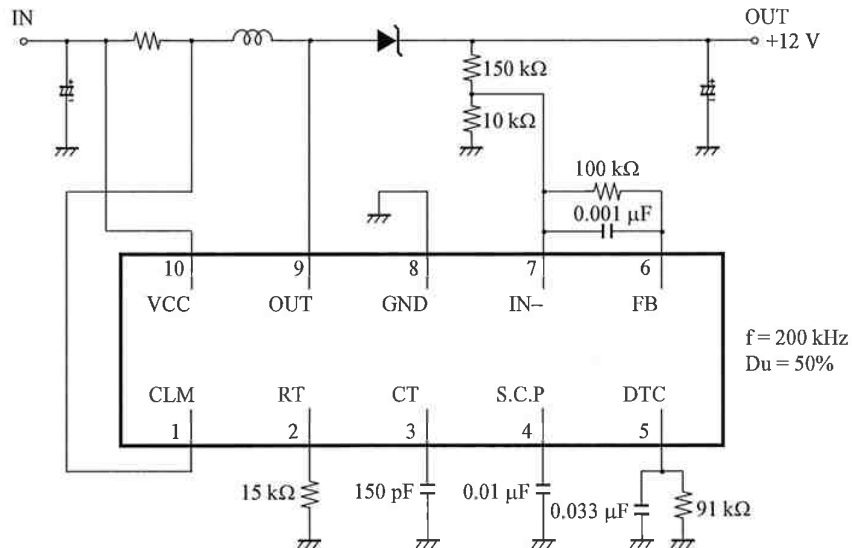 IN
OUT
+12 V
150 kΩ
10 kΩ
100 kΩ
0.001 μF
10 9 8 7 6
VCC OUT GND IN– FB
f = 200 kHz
Du = 50%
CLM RT CT S.C.P DTC
1 2 3 4 5
15 kΩ 150 pF 0.01 μF 0.033 μF 91 kΩ